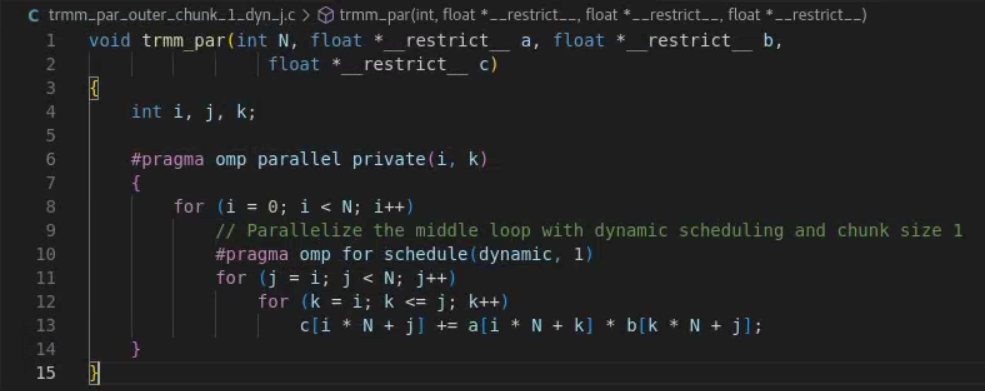 C trmm_par_outer_chunk_1_dyn_j.c > trmm_par(int, float *__restrict__, float *__restrict__, float *__restrict__)
1 void trmm_par(int N, float *__restrict__ a, float *__restrict__ b,
2 float *__restrict__ c)
3 {
4 int i, j, k;
5
6 #pragma omp parallel private(i, k)
7 {
8 for (i = 0; i < N; i++)
9 // Parallelize the middle loop with dynamic scheduling and chunk size 1
10 #pragma omp for schedule(dynamic, 1)
11 for (j = i; j < N; j++)
12 for (k = i; k <= j; k++)
13 c[i * N + j] += a[i * N + k] * b[k * N + j];
14 }
15 }